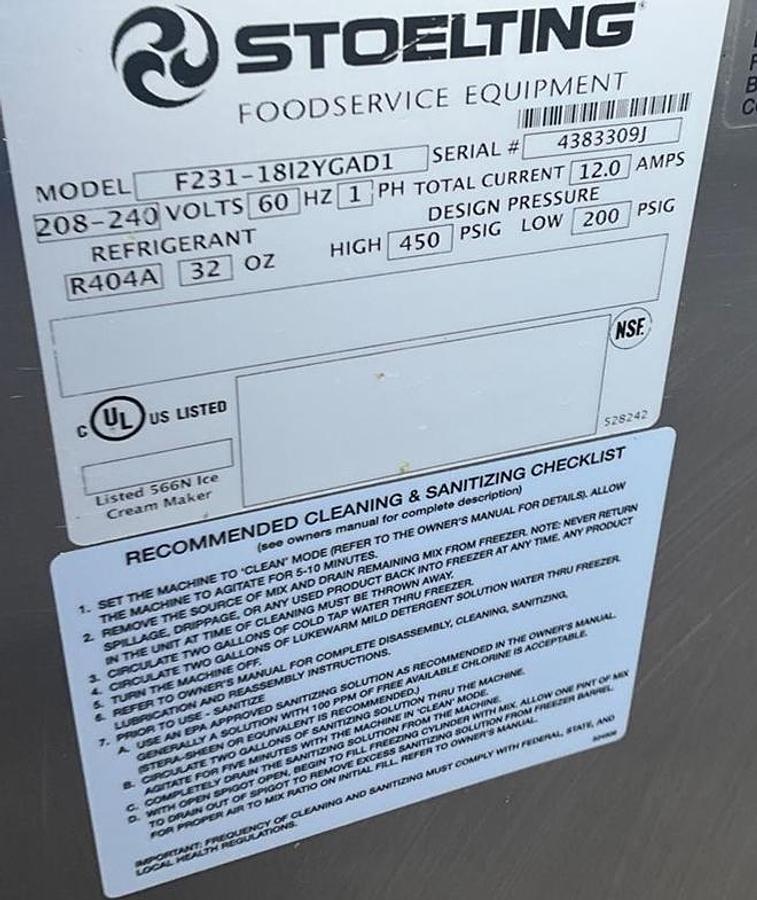 STOELTING
FOODSERVICE EQUIPMENT
MODEL F231-18I2YGAD1 SERIAL # 4383309J
208-240 VOLTS 60 HZ 1 PH TOTAL CURRENT 12.0 AMPS
REFRIGERANT DESIGN PRESSURE
R404A 32 OZ HIGH 450 PSIG LOW 200 PSIG
NSF.
C UL US LISTED
528242
Listed 566N Ice
Cream Maker
RECOMMENDED CLEANING & SANITIZING CHECKLIST
(see owners manual for complete description)
1. SET THE MACHINE TO "CLEAN" MODE (REFER TO THE OWNER'S MANUAL FOR DETAILS). ALLOW
THE MACHINE TO AGITATE FOR 5-10 MINUTES.
2. REMOVE THE SOURCE OF MIX AND DRAIN REMAINING MIX FROM FREEZER. NOTE: NEVER RETURN
SPILLAGE, DRIPPAGE, OR ANY USED PRODUCT BACK INTO FREEZER AT ANY TIME. ANY PRODUCT
IN THE UNIT AT TIME OF CLEANING MUST BE THROWN AWAY.
3. CIRCULATE TWO GALLONS OF COLD TAP WATER THRU FREEZER.
4. CIRCULATE TWO GALLONS OF LUKEWARM MILD DETERGENT SOLUTION WATER THRU FREEZER.
5. TURN THE MACHINE OFF.
6. REFER TO OWNER'S MANUAL FOR COMPLETE DISASSEMBLY, CLEANING, SANITIZING,
LUBRICATION AND REASSEMBLY INSTRUCTIONS.
7. PRIOR TO USE - SANITIZE
A. USE AN EPA APPROVED SANITIZING SOLUTION AS RECOMMENDED IN THE OWNER'S MANUAL.
GENERALLY A SOLUTION WITH 100 PPM OF FREE AVAILABLE CHLORINE IS ACCEPTABLE.
(STERA-SHEEN OR EQUIVALENT IS RECOMMENDED.)
B. CIRCULATE TWO GALLONS OF SANITIZING SOLUTION THRU THE MACHINE.
AGITATE FOR FIVE MINUTES WITH THE MACHINE IN "CLEAN" MODE.
C. COMPLETELY DRAIN THE SANITIZING SOLUTION FROM THE MACHINE.
D. WITH OPEN SPIGOT OPEN, BEGIN TO FILL FREEZING CYLINDER WITH MIX. ALLOW ONE PINT OF MIX
TO DRAIN OUT OF SPIGOT TO REMOVE EXCESS SANITIZING SOLUTION FROM FREEZER BARREL.
FOR PROPER AIR TO MIX RATIO ON INITIAL FILL, REFER TO OWNER'S MANUAL.
IMPORTANT: FREQUENCY OF CLEANING AND SANITIZING MUST COMPLY WITH FEDERAL, STATE, AND
LOCAL HEALTH REGULATIONS.